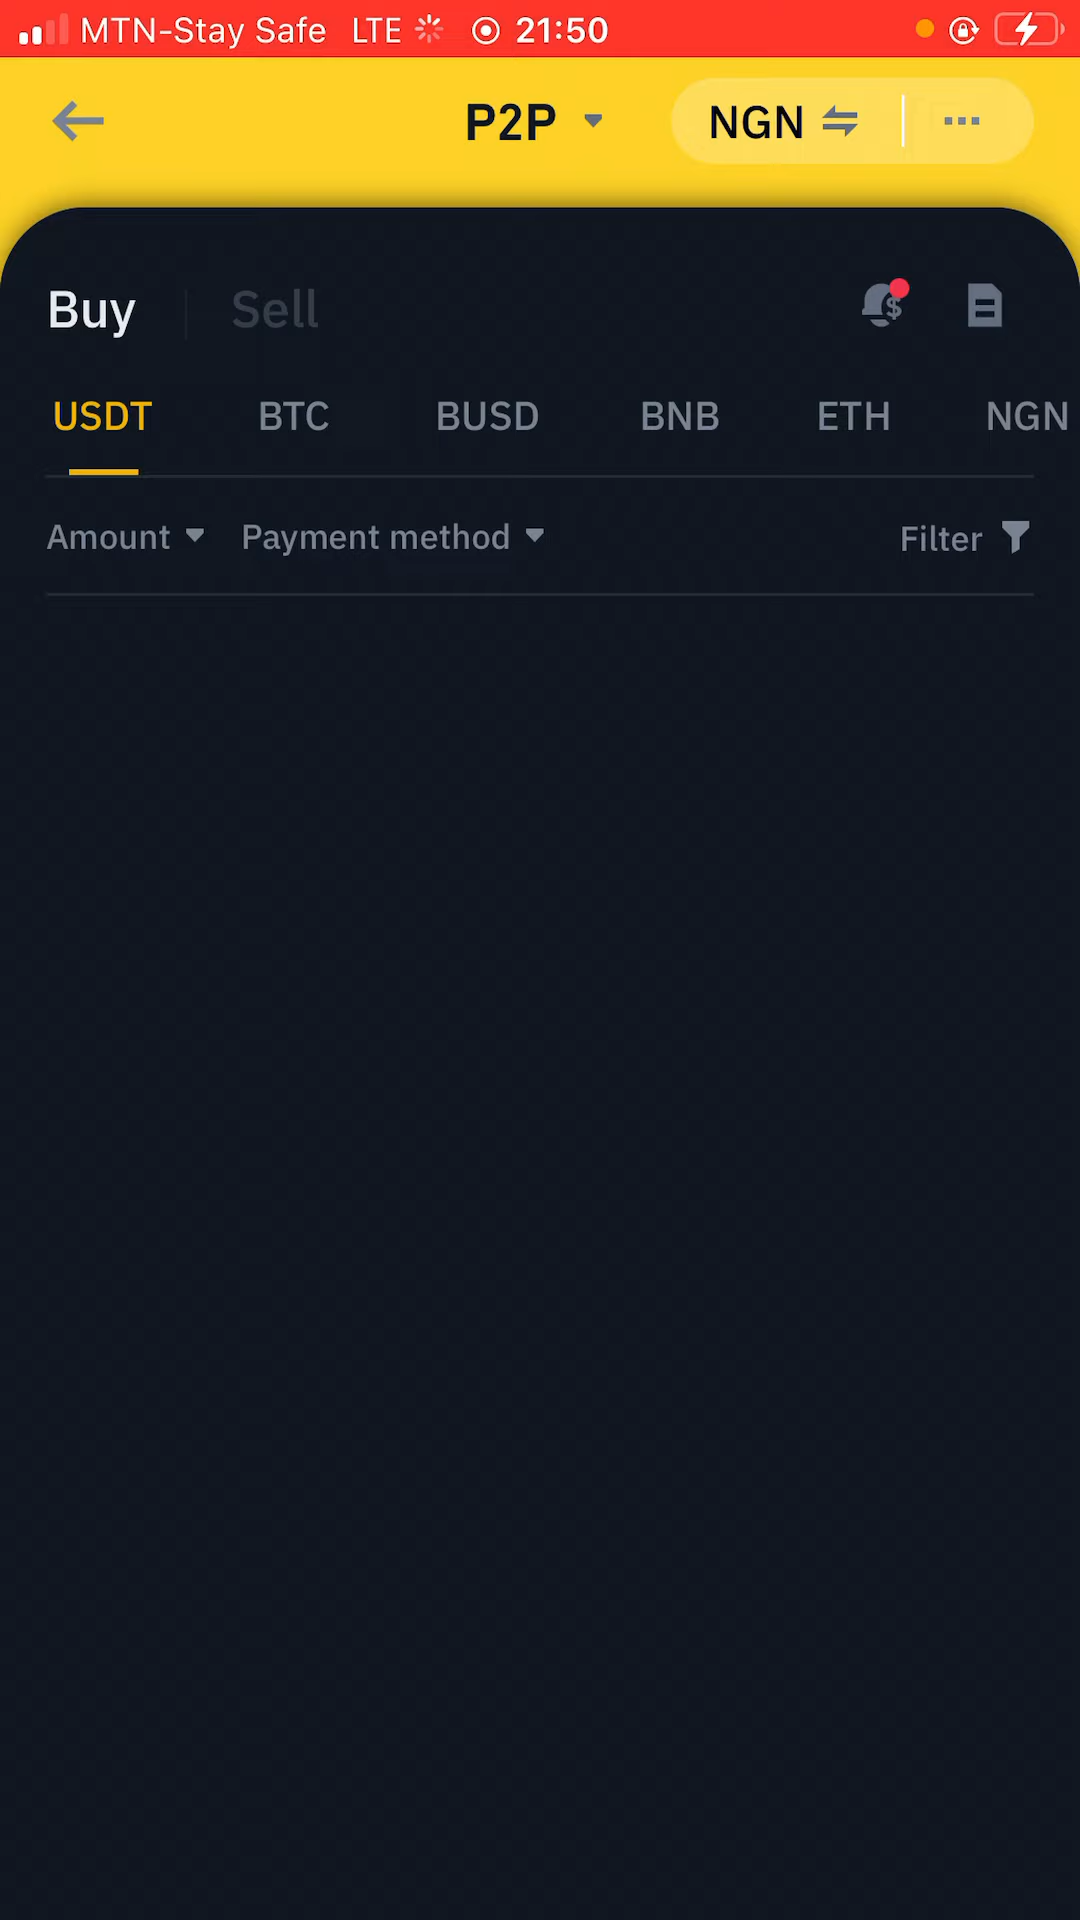 MTN-Stay Safe LTE 21:50
P2P NGN
Buy Sell
USDT BTC BUSD BNB ETH NGN
Amount Payment method Filter